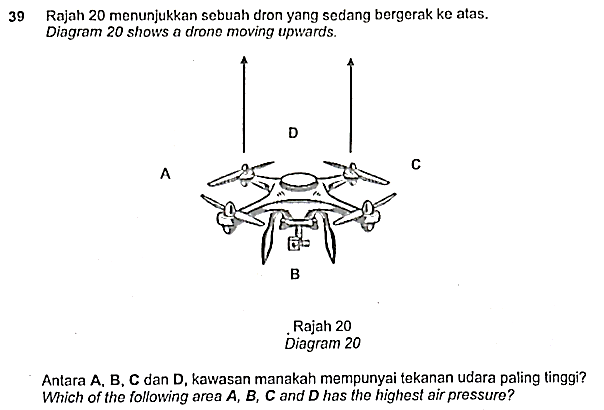 39 Rajah 20 menunjukkan sebuah dron yang sedang bergerak ke atas.
Diagram 20 shows a drone moving upwards.
D
A
C
B
Rajah 20
Diagram 20
Antara A, B, C dan D, kawasan manakah mempunyai tekanan udara paling tinggi?
Which of the following area A, B, C and D has the highest air pressure?